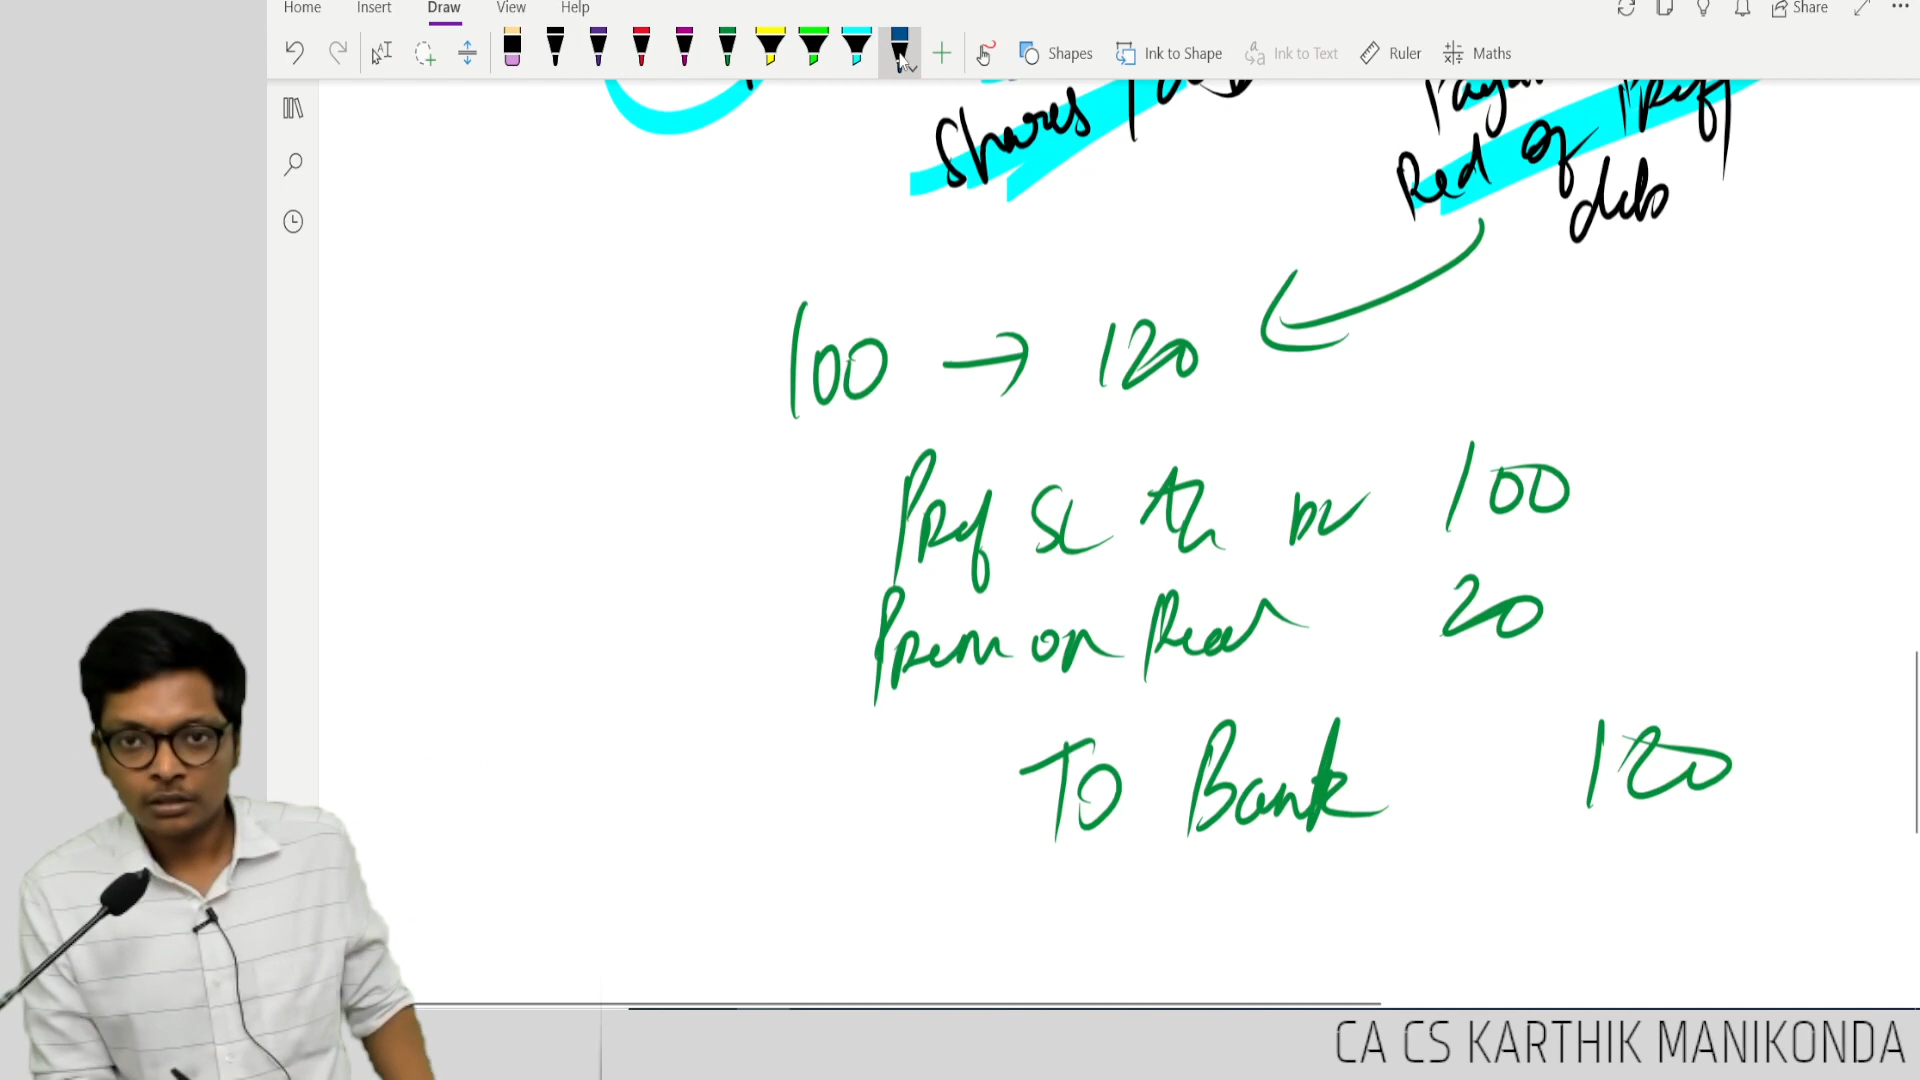 Home Insert Draw View Help Share
Shapes Ink to Shape Ink to Text Ruler Maths
Shares
Red of Pref
deb
100 → 120
Pref SC A/c Dr 100
Prem on Red 20
To Bank 120
CA CS KARTHIK MANIKONDA